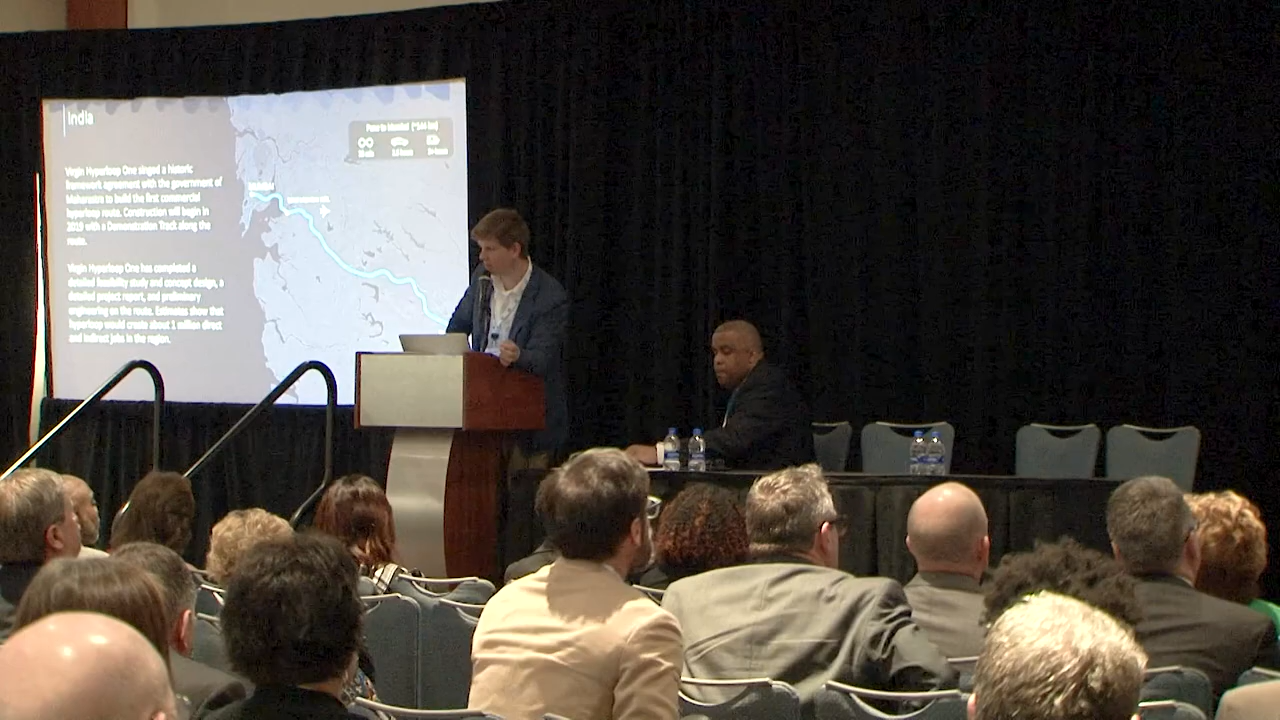 India
Virgin Hyperloop One signed a historic
framework agreement with the government of
Maharashtra to build the first commercial
hyperloop route. Construction will begin in
2019 with a Demonstration Track along the
route.
Virgin Hyperloop One has completed a
detailed feasibility study and concept design, a
detailed project report, and preliminary
engineering on the route. Estimates show that
hyperloop would create about 1 million direct
and indirect jobs in the region.
Pune to Mumbai